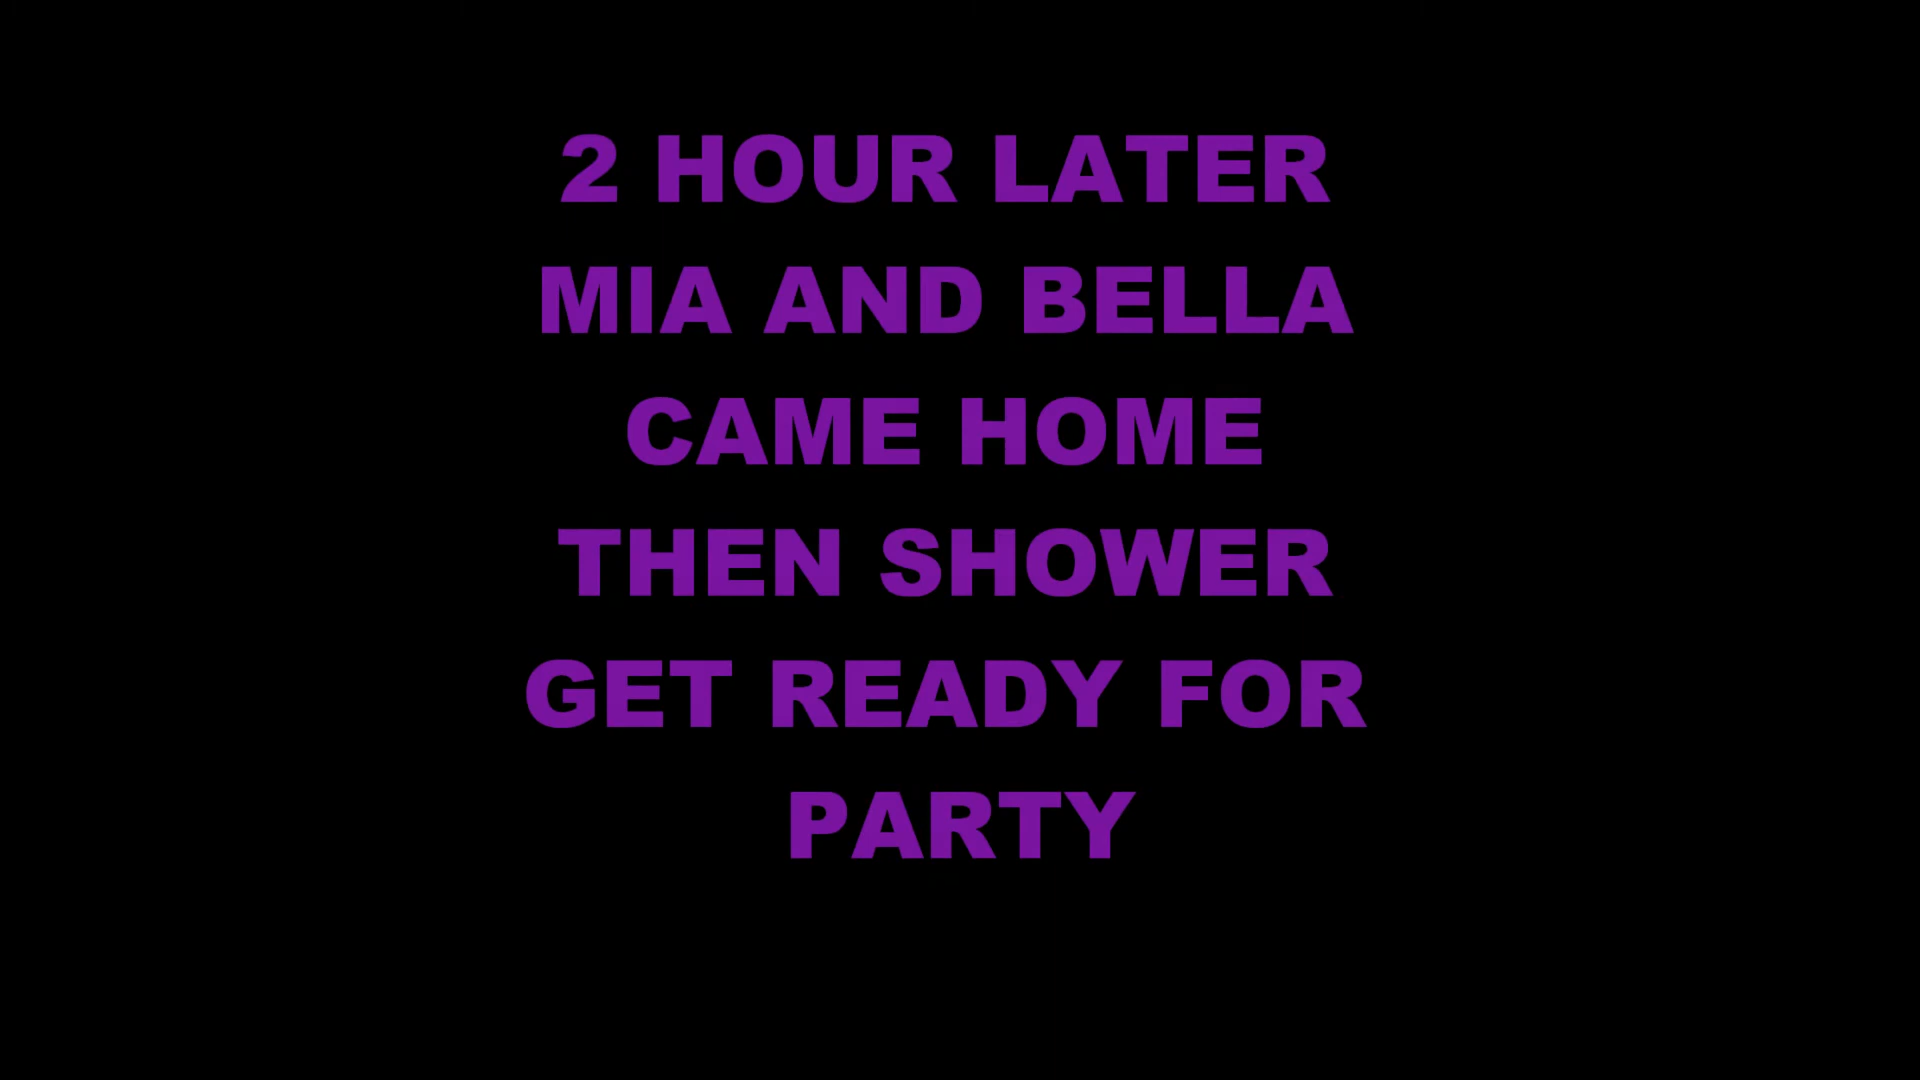 2 HOUR LATER
MIA AND BELLA
CAME HOME
THEN SHOWER
GET READY FOR
PARTY